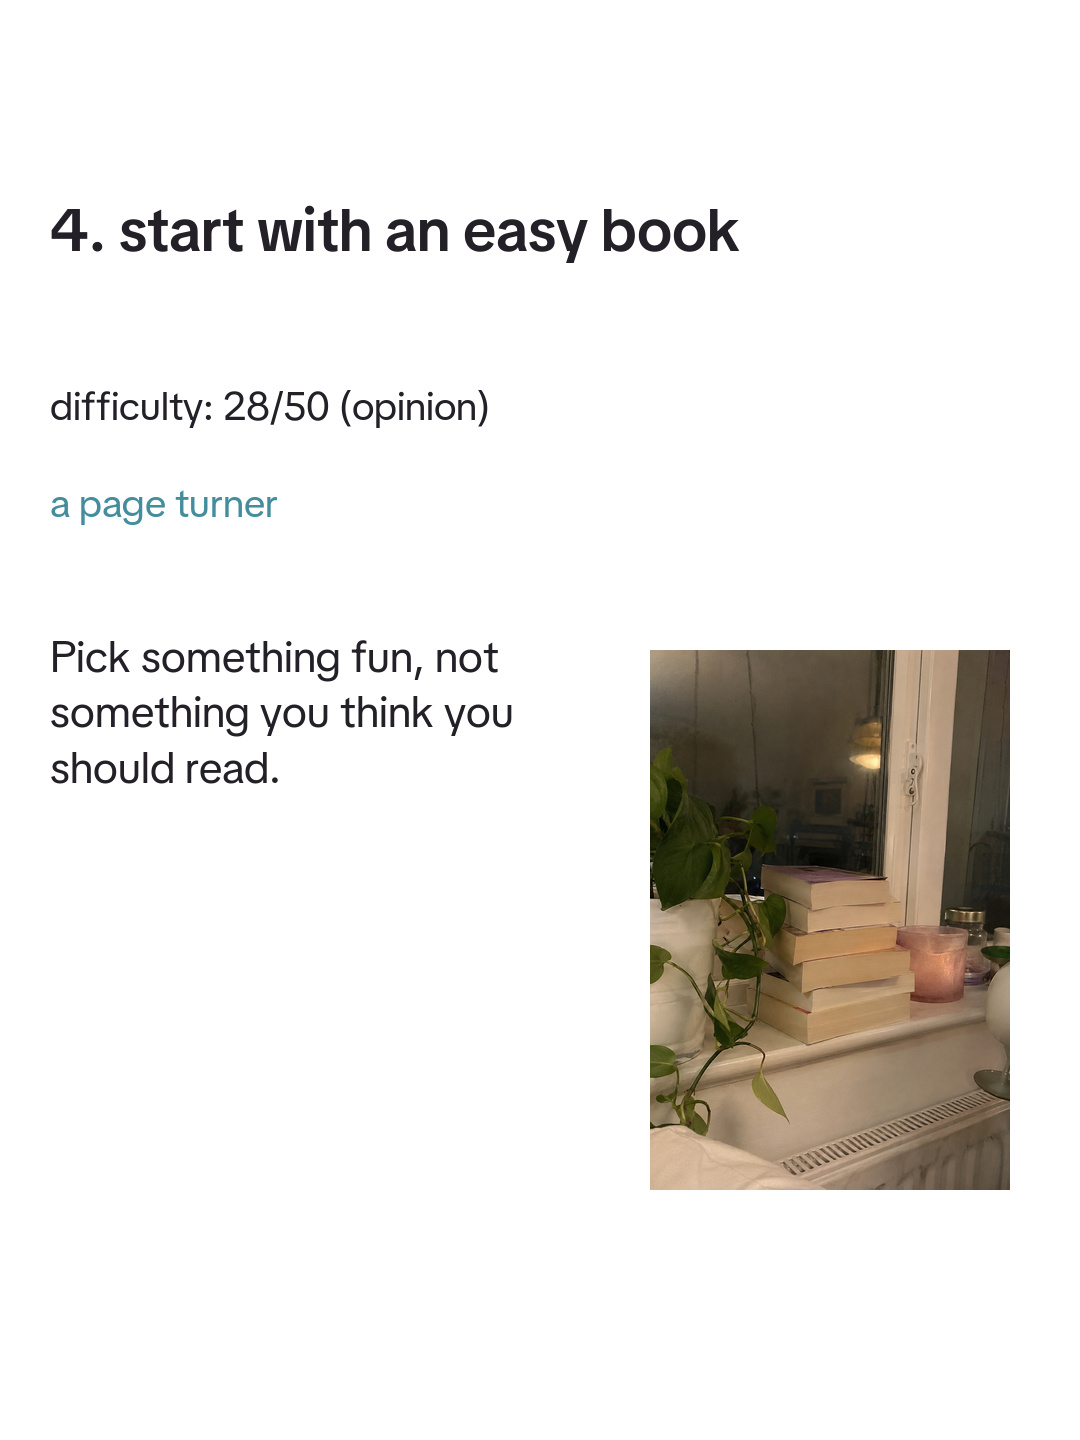 4. start with an easy book
difficulty: 28/50 (opinion)
a page turner
Pick something fun, not
something you think you
should read.